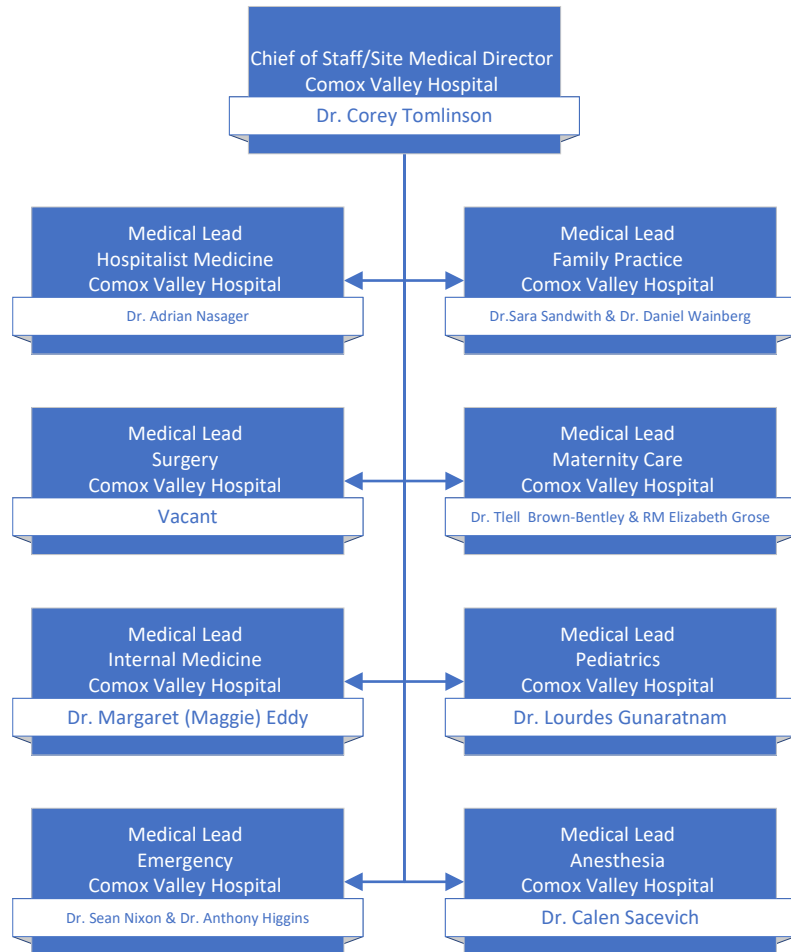 Chief of Staff/Site Medical Director
Comox Valley Hospital
Dr. Corey Tomlinson
Medical Lead
Hospitalist Medicine
Comox Valley Hospital
Dr. Adrian Nasager
Medical Lead
Family Practice
Comox Valley Hospital
Dr.Sara Sandwith & Dr. Daniel Wainberg
Medical Lead
Surgery
Comox Valley Hospital
Vacant
Medical Lead
Maternity Care
Comox Valley Hospital
Dr. Tlell Brown-Bentley & RM Elizabeth Grose
Medical Lead
Internal Medicine
Comox Valley Hospital
Dr. Margaret (Maggie) Eddy
Medical Lead
Pediatrics
Comox Valley Hospital
Dr. Lourdes Gunaratnam
Medical Lead
Emergency
Comox Valley Hospital
Dr. Sean Nixon & Dr. Anthony Higgins
Medical Lead
Anesthesia
Comox Valley Hospital
Dr. Calen Sacevich